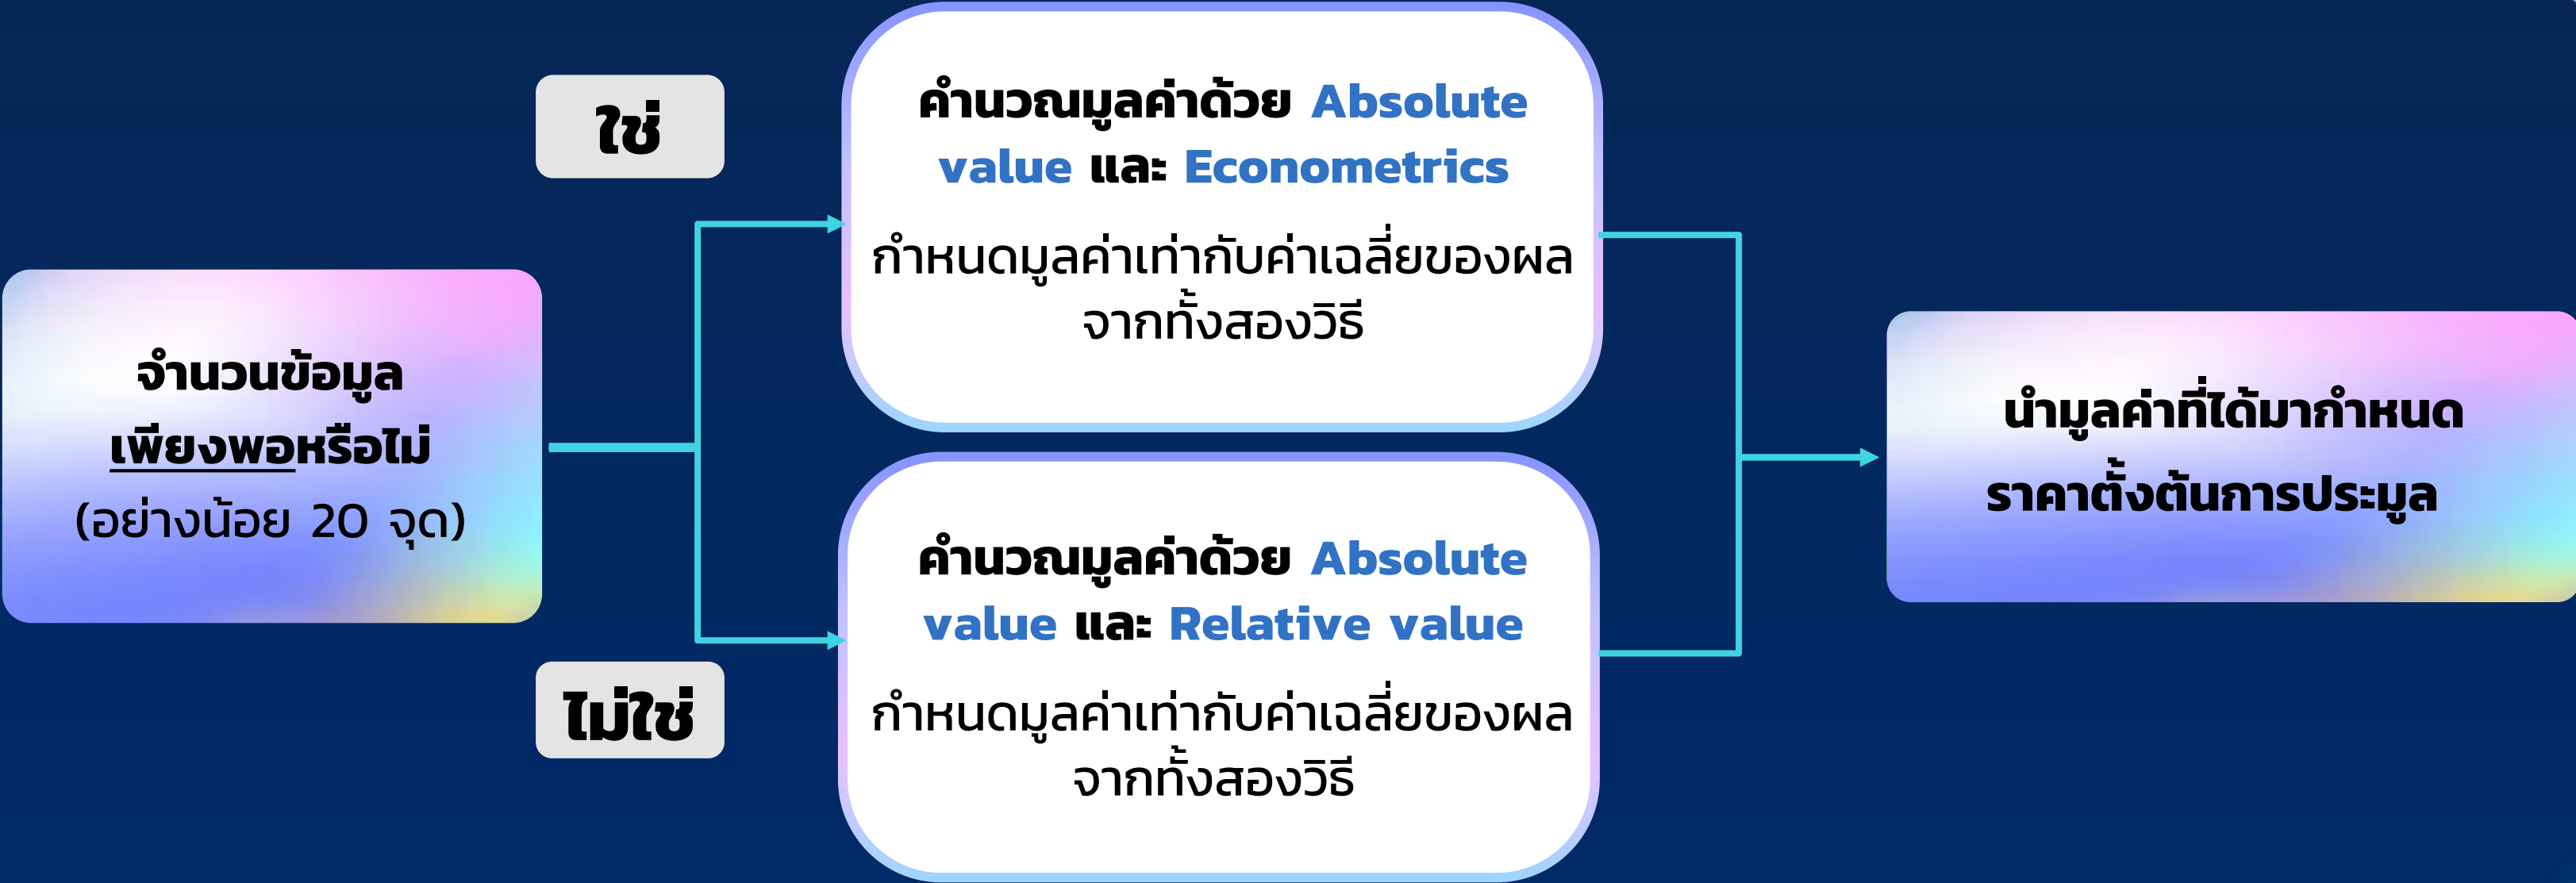 จำนวนข้อมูล
เพียงพอหรือไม่
(อย่างน้อย 20 จุด)
ใช่
คำนวณมูลค่าด้วย Absolute
value และ Econometrics
กำหนดมูลค่าเท่ากับค่าเฉลี่ยของผล
จากทั้งสองวิธี
ไม่ใช่
คำนวณมูลค่าด้วย Absolute
value และ Relative value
กำหนดมูลค่าเท่ากับค่าเฉลี่ยของผล
จากทั้งสองวิธี
นำมูลค่าที่ได้มากำหนด
ราคาตั้งต้นการประมูล